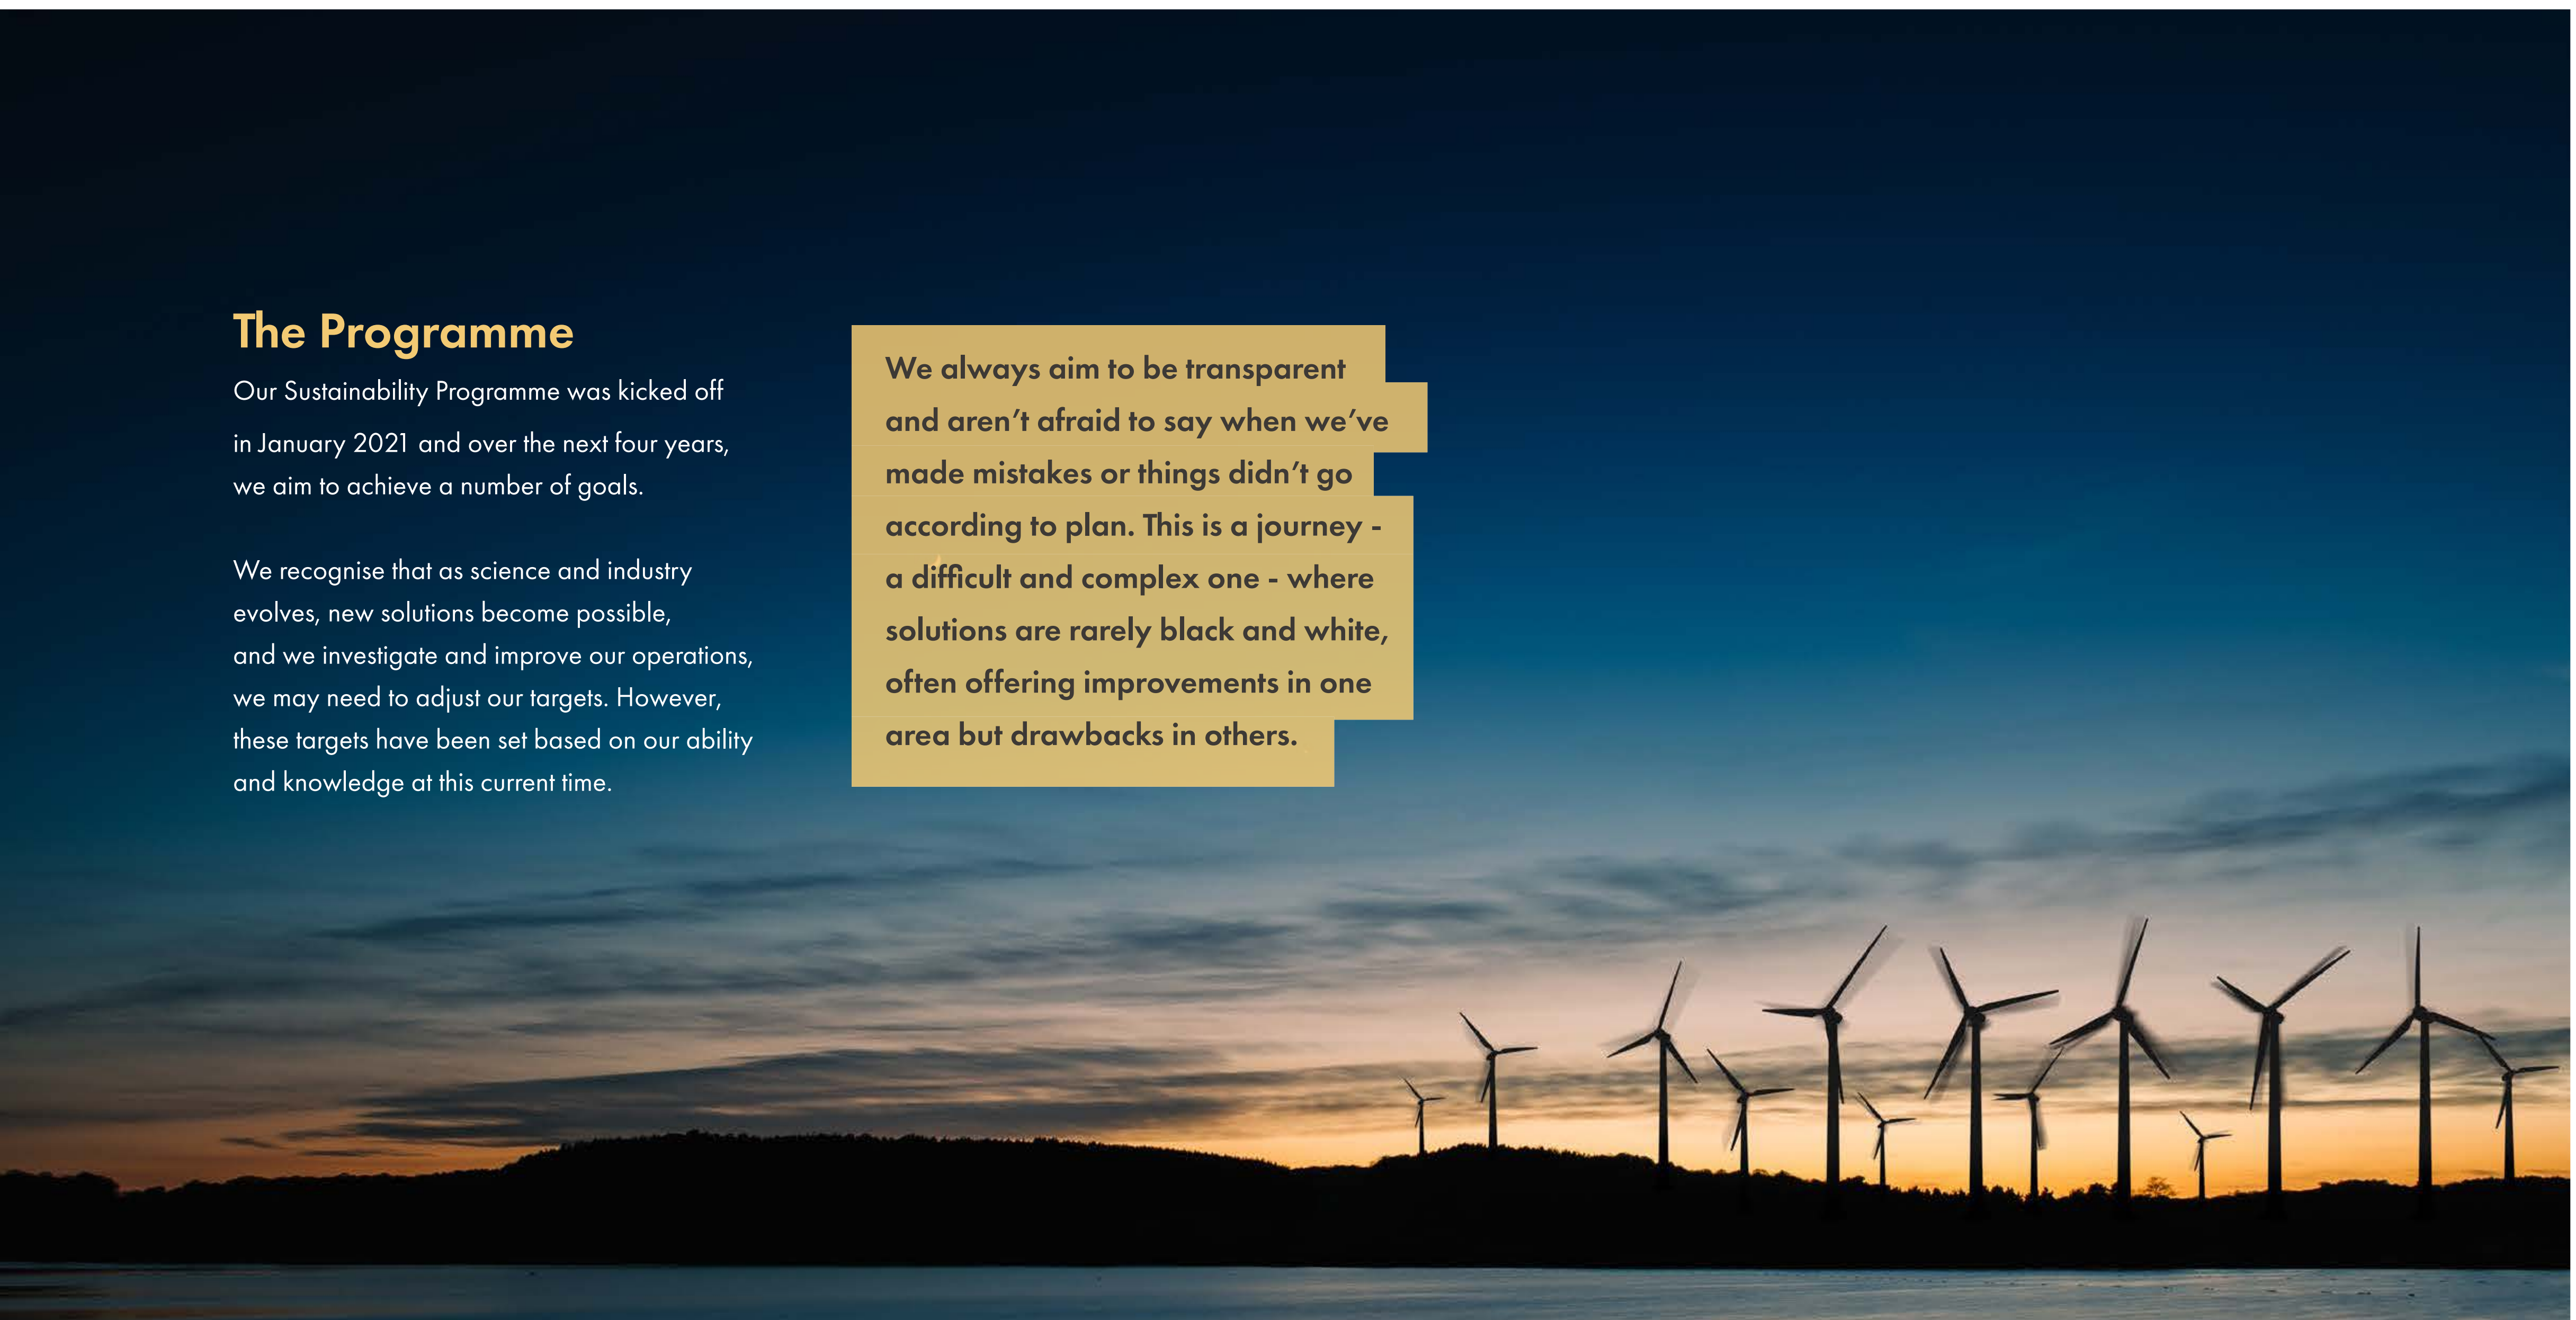 The Programme
Our Sustainability Programme was kicked off
in January 2021 and over the next four years,
we aim to achieve a number of goals.
We recognise that as science and industry
evolves, new solutions become possible,
and we investigate and improve our operations,
we may need to adjust our targets. However,
these targets have been set based on our ability
and knowledge at this current time.
We always aim to be transparent
and aren’t afraid to say when we’ve
made mistakes or things didn’t go
according to plan. This is a journey -
a difficult and complex one - where
solutions are rarely black and white,
often offering improvements in one
area but drawbacks in others.